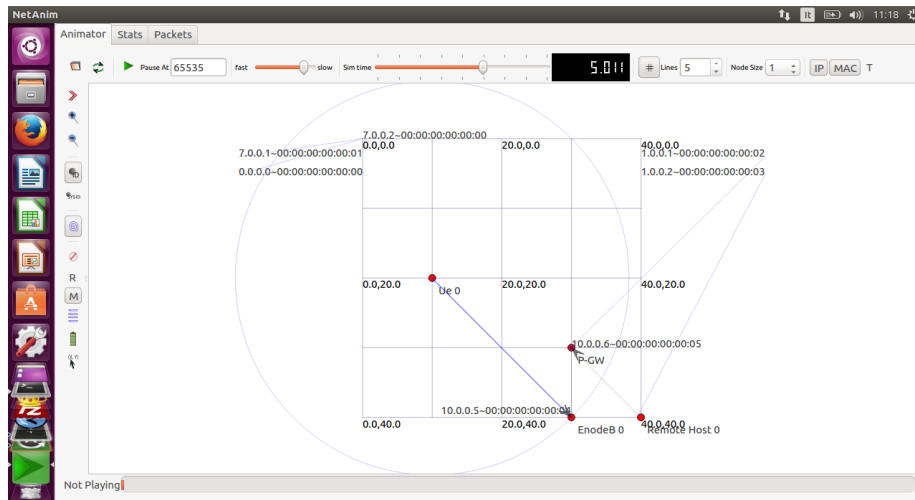 NetAnim
It
11:18
Animator Stats Packets
Pause At 65535 fast slow Sim time 5.011 # Lines 5 Node Size 1 IP MAC T
7.0.0.2~00:00:00:00:00:00
0.0,0.0 20.0,0.0 40.0,0.0
7.0.0.1~00:00:00:00:00:01 1.0.0.1~00:00:00:00:00:02
0.0.0.0~00:00:00:00:00:00 1.0.0.2~00:00:00:00:00:03
R
0.0,20.0 20.0,20.0 40.0,20.0
Ue 0
M
10.0.0.6~00:00:00:00:00:05
P-GW
10.0.0.5~00:00:00:00:00:04
0.0,40.0 20.0,40.0 40.0,40.0
EnodeB 0 Remote Host 0
Not Playing